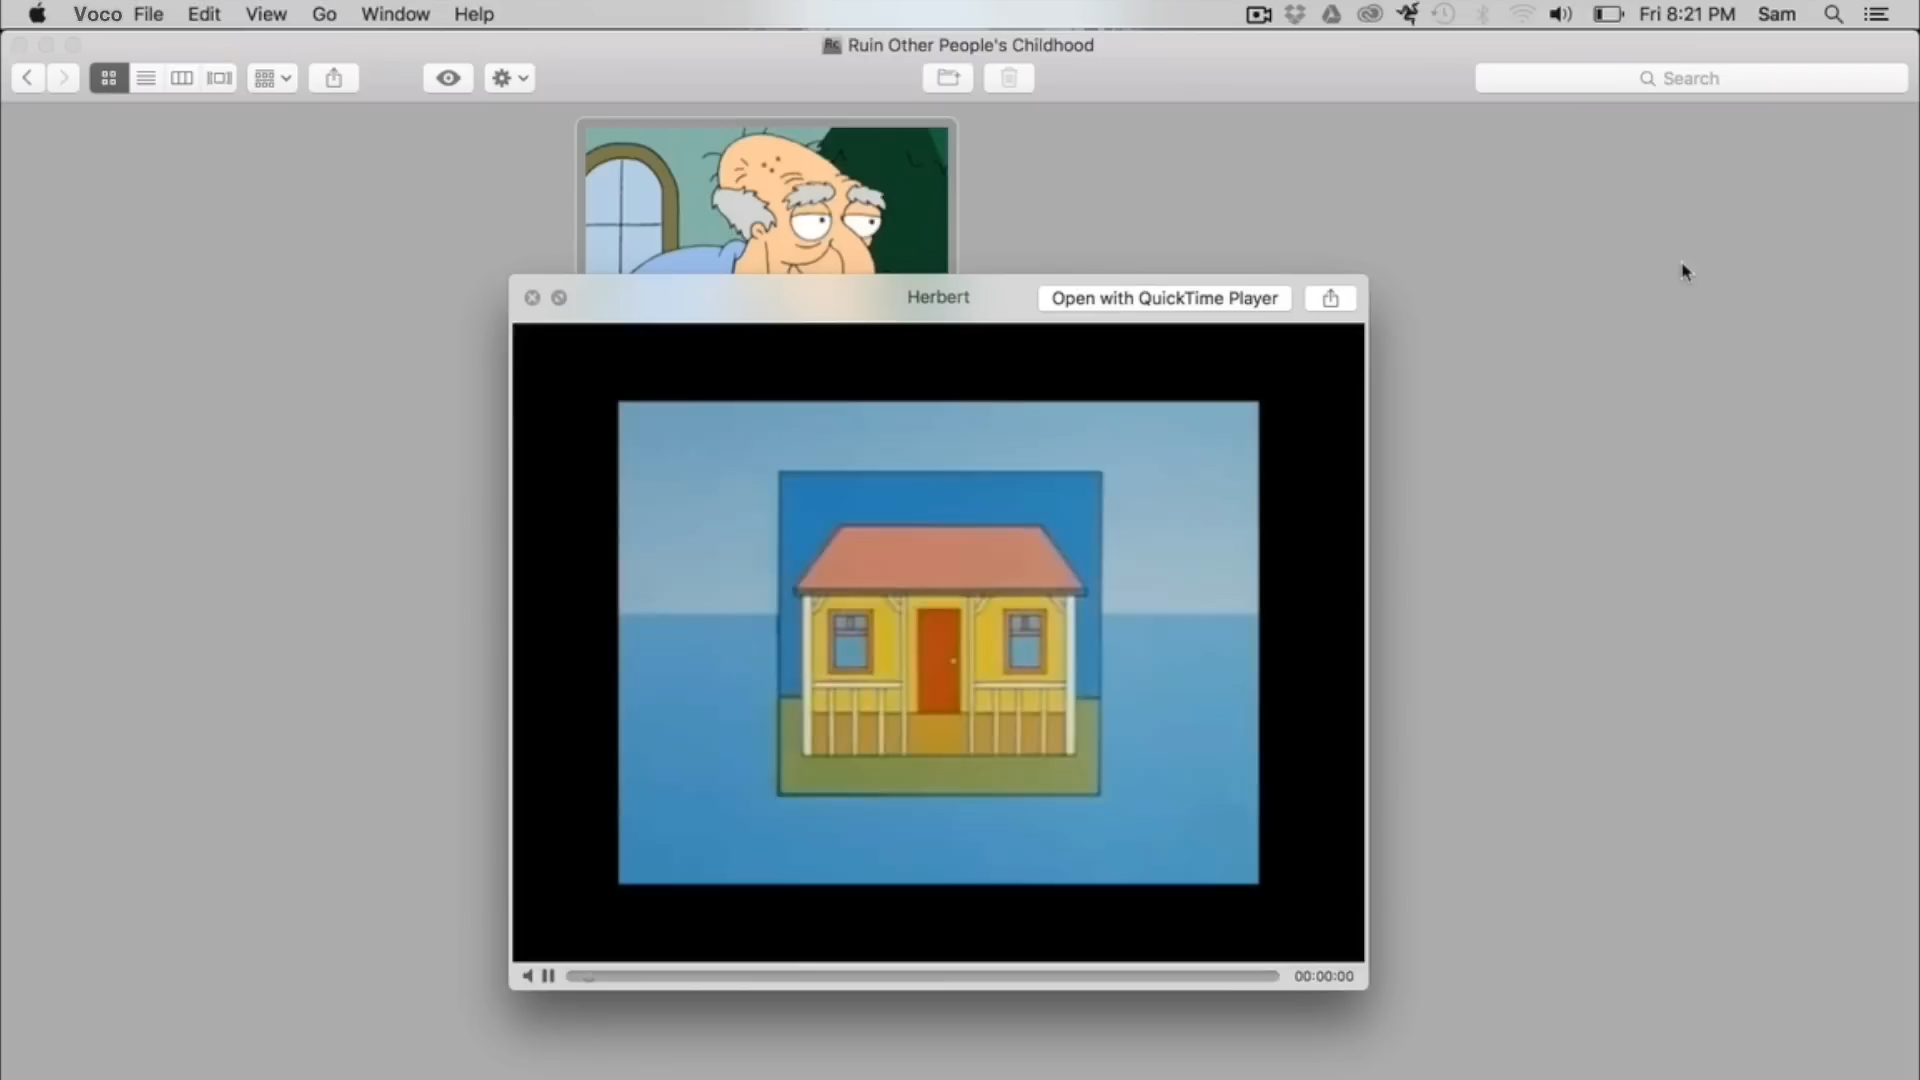 Voco File Edit View Go Window Help Fri 8:21 PM Sam
Rc Ruin Other People's Childhood
Search
Herbert Open with QuickTime Player
00:00:00